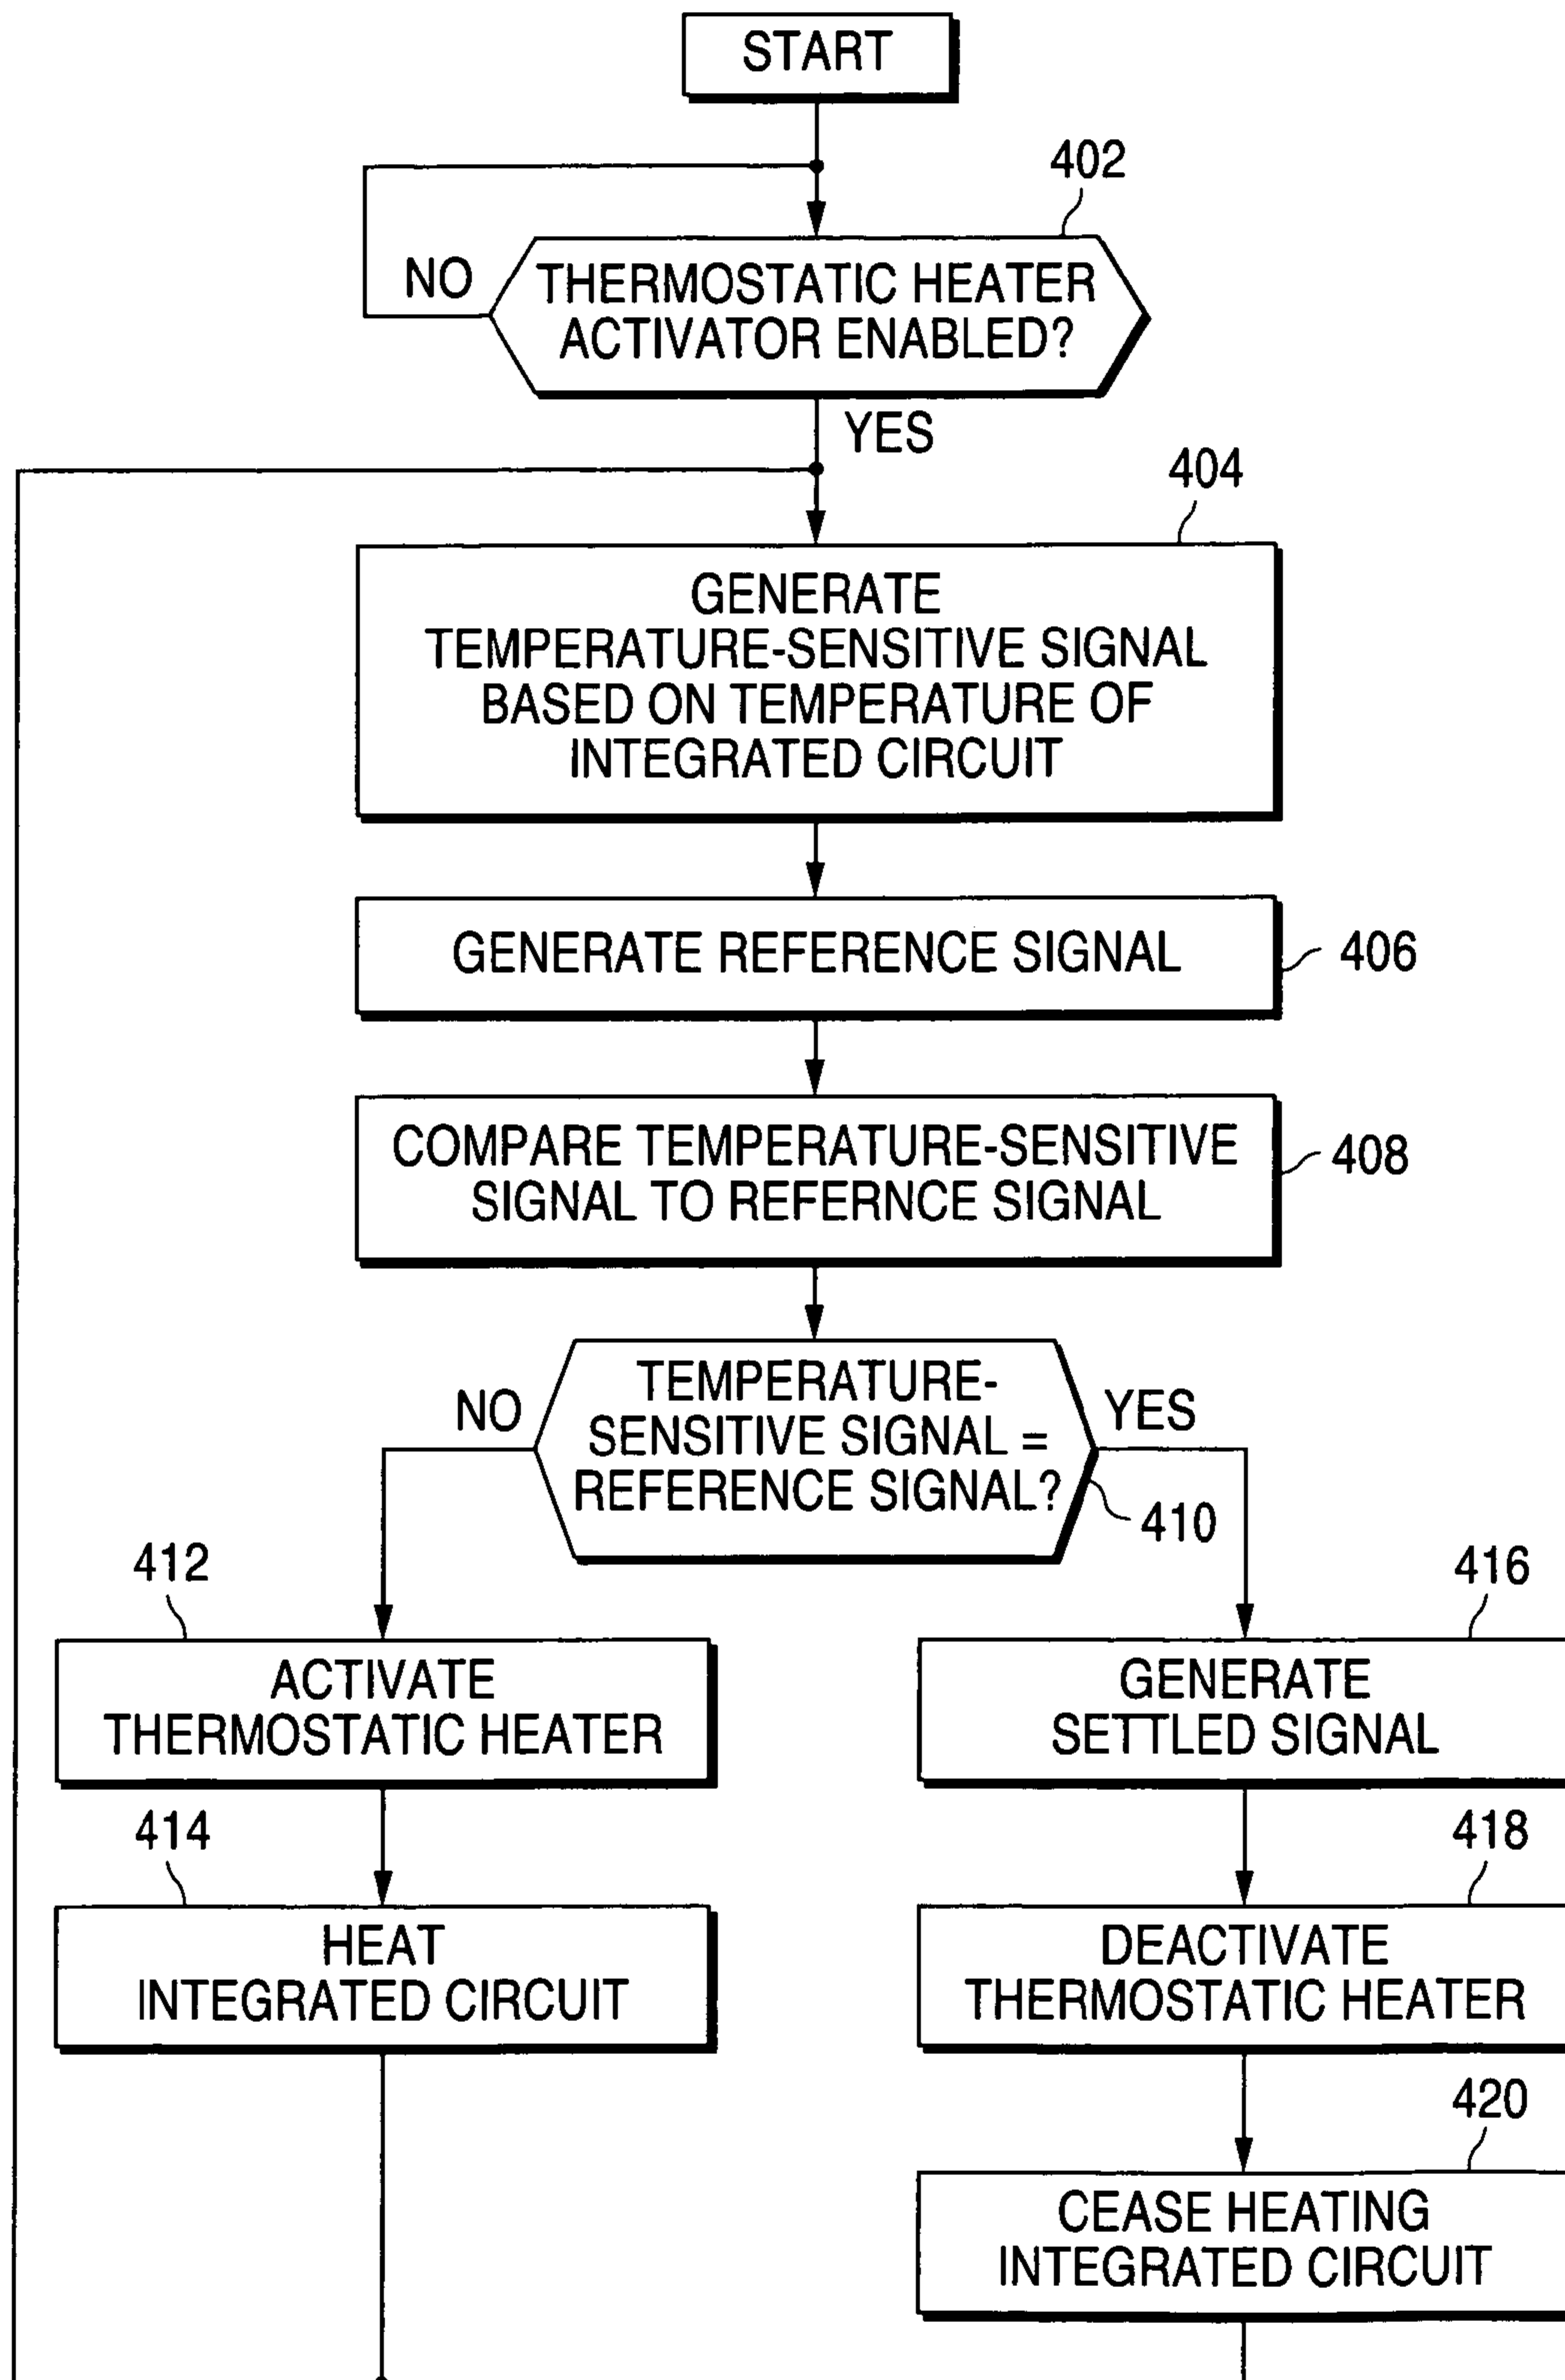 START
402
NO
THERMOSTATIC HEATER
ACTIVATOR ENABLED?
YES
404
GENERATE
TEMPERATURE-SENSITIVE SIGNAL
BASED ON TEMPERATURE OF
INTEGRATED CIRCUIT
GENERATE REFERENCE SIGNAL
406
COMPARE TEMPERATURE-SENSITIVE
SIGNAL TO REFERNCE SIGNAL
408
NO
TEMPERATURE-
SENSITIVE SIGNAL =
REFERENCE SIGNAL?
YES
410
412
ACTIVATE
THERMOSTATIC HEATER
414
HEAT
INTEGRATED CIRCUIT
416
GENERATE
SETTLED SIGNAL
418
DEACTIVATE
THERMOSTATIC HEATER
420
CEASE HEATING
INTEGRATED CIRCUIT